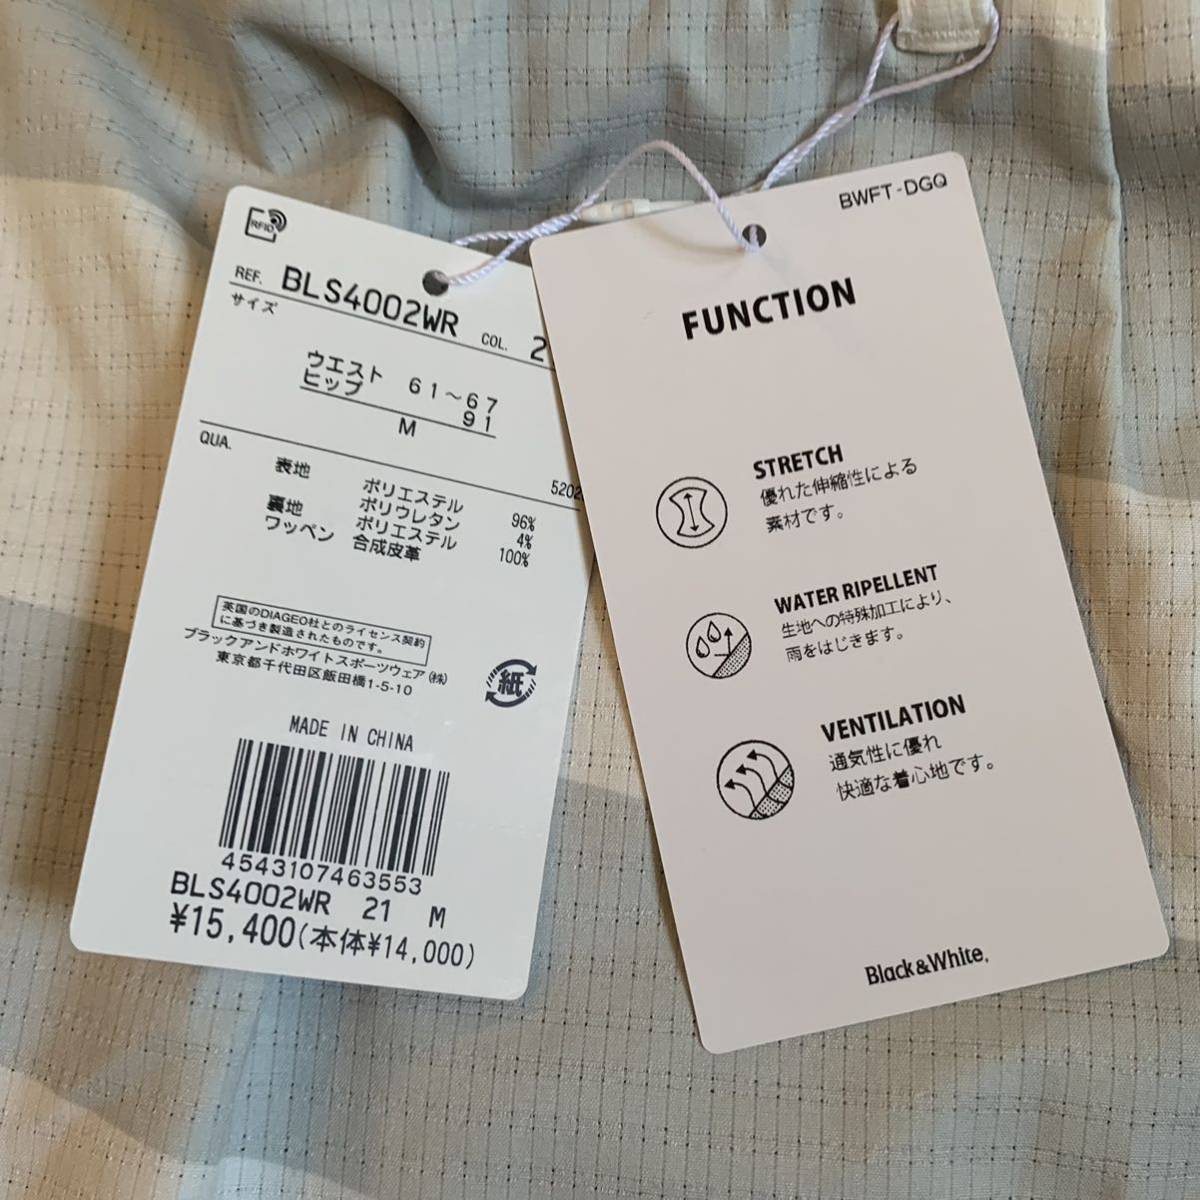 RFID
REF. BLS4002WR COL. 2
サイズ
ウエスト 61～67
ヒップ 91
M
QUA. 5202
表地 ポリエステル 96%
ポリウレタン 4%
裏地 ポリエステル 100%
ワッペン 合成皮革
英国のDIAGEO社とのライセンス契約
に基づき製造されたものです。
ブラックアンドホワイトスポーツウェア(株)
東京都千代田区飯田橋1-5-10
紙
MADE IN CHINA
4543107463553
BLS4002WR 21 M
¥15,400(本体¥14,000)
BWFT-DGQ
FUNCTION
STRETCH
優れた伸縮性による
素材です。
WATER RIPELLENT
生地への特殊加工により、
雨をはじきます。
VENTILATION
通気性に優れ
快適な着心地です。
Black&White.